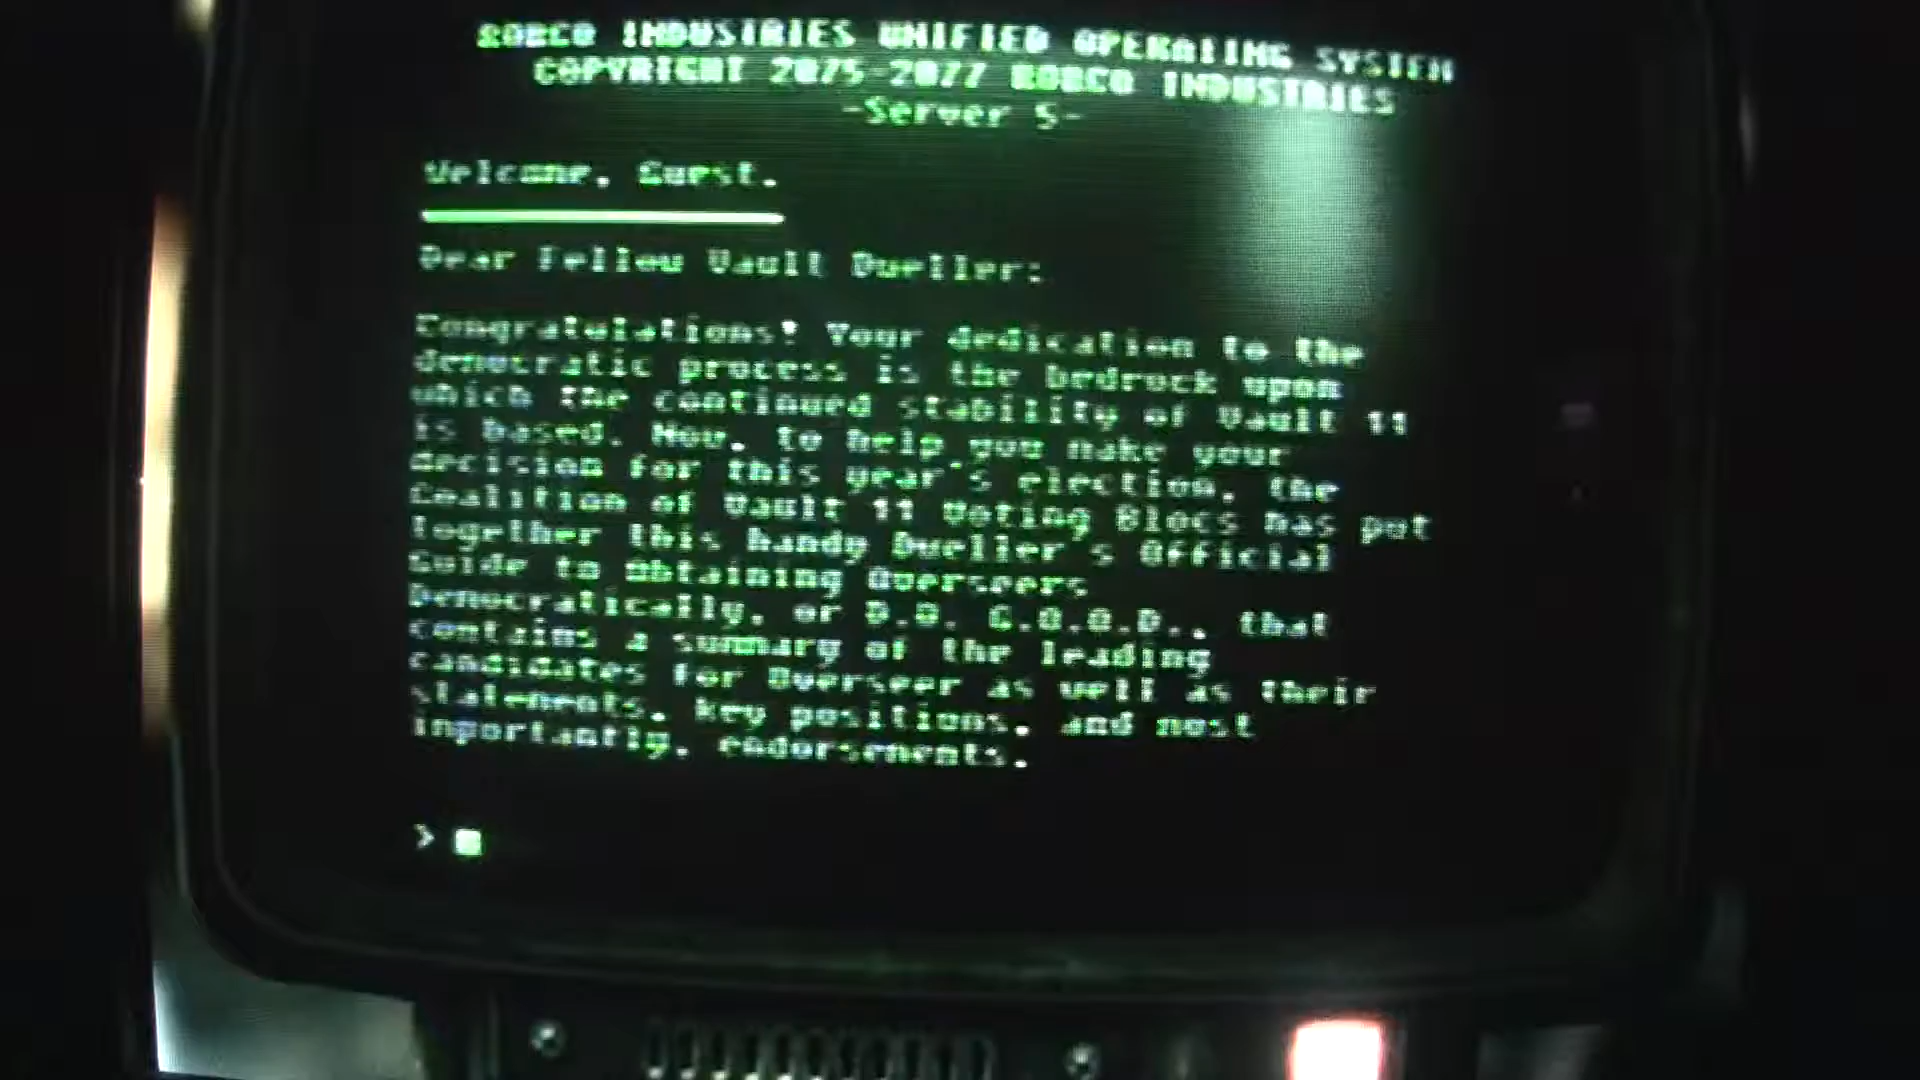 ROBCO INDUSTRIES UNIFIED OPERATING SYSTEM
COPYRIGHT 2075-2077 ROBCO INDUSTRIES
-Server 5-
Welcome, Guest.
Dear Fellow Vault Dweller:
Congratulations! Your dedication to the
democratic process is the bedrock upon
which the continued stability of Vault 11
is based. Now, to help you make your
decision for this year's election, the
Coalition of Vault 11 Voting Blocs has put
together this handy Dweller's Official
Guide to Obtaining Overseers
Democratically, or D.O. G.O.O.D., that
contains a summary of the leading
candidates for Overseer as well as their
statements, key positions, and most
importantly, endorsements.
>